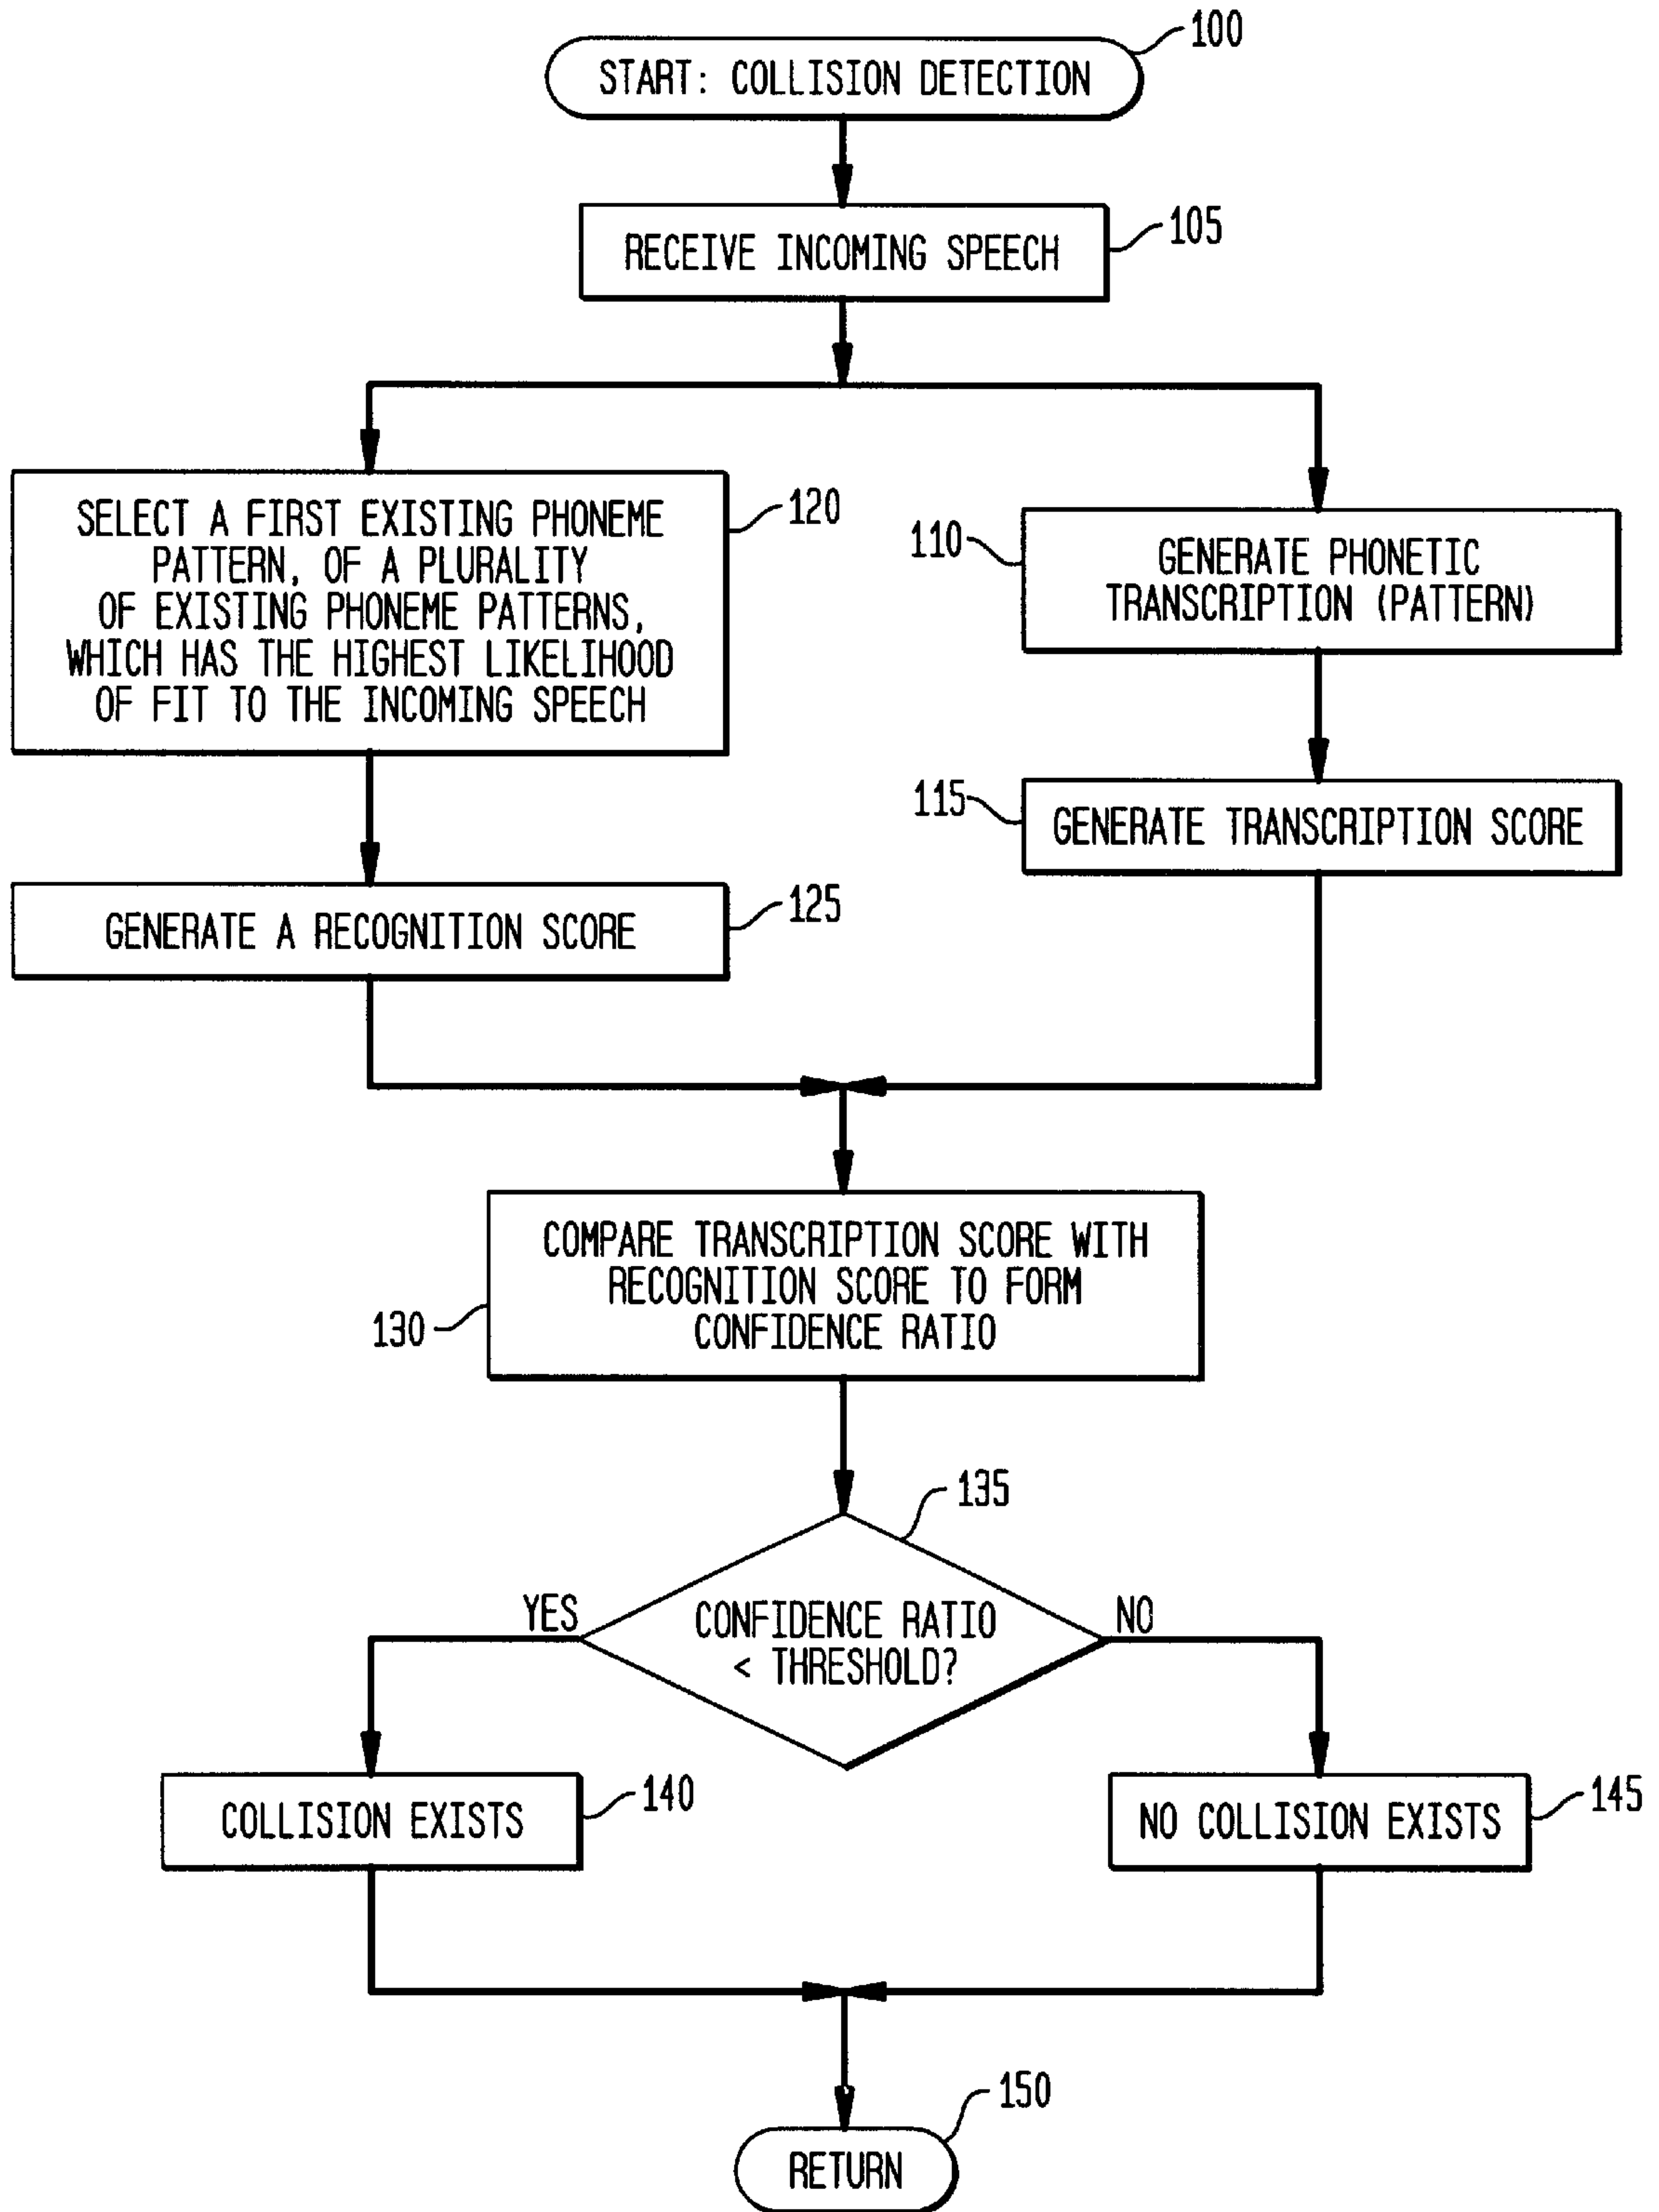 100
START: COLLISION DETECTION
105
RECEIVE INCOMING SPEECH
120
SELECT A FIRST EXISTING PHONEME
PATTERN, OF A PLURALITY
OF EXISTING PHONEME PATTERNS,
WHICH HAS THE HIGHEST LIKELIHOOD
OF FIT TO THE INCOMING SPEECH
110
GENERATE PHONETIC
TRANSCRIPTION (PATTERN)
115
GENERATE TRANSCRIPTION SCORE
125
GENERATE A RECOGNITION SCORE
COMPARE TRANSCRIPTION SCORE WITH
RECOGNITION SCORE TO FORM
CONFIDENCE RATIO
130
135
YES
CONFIDENCE RATIO
< THRESHOLD?
NO
COLLISION EXISTS
140
NO COLLISION EXISTS
145
150
RETURN